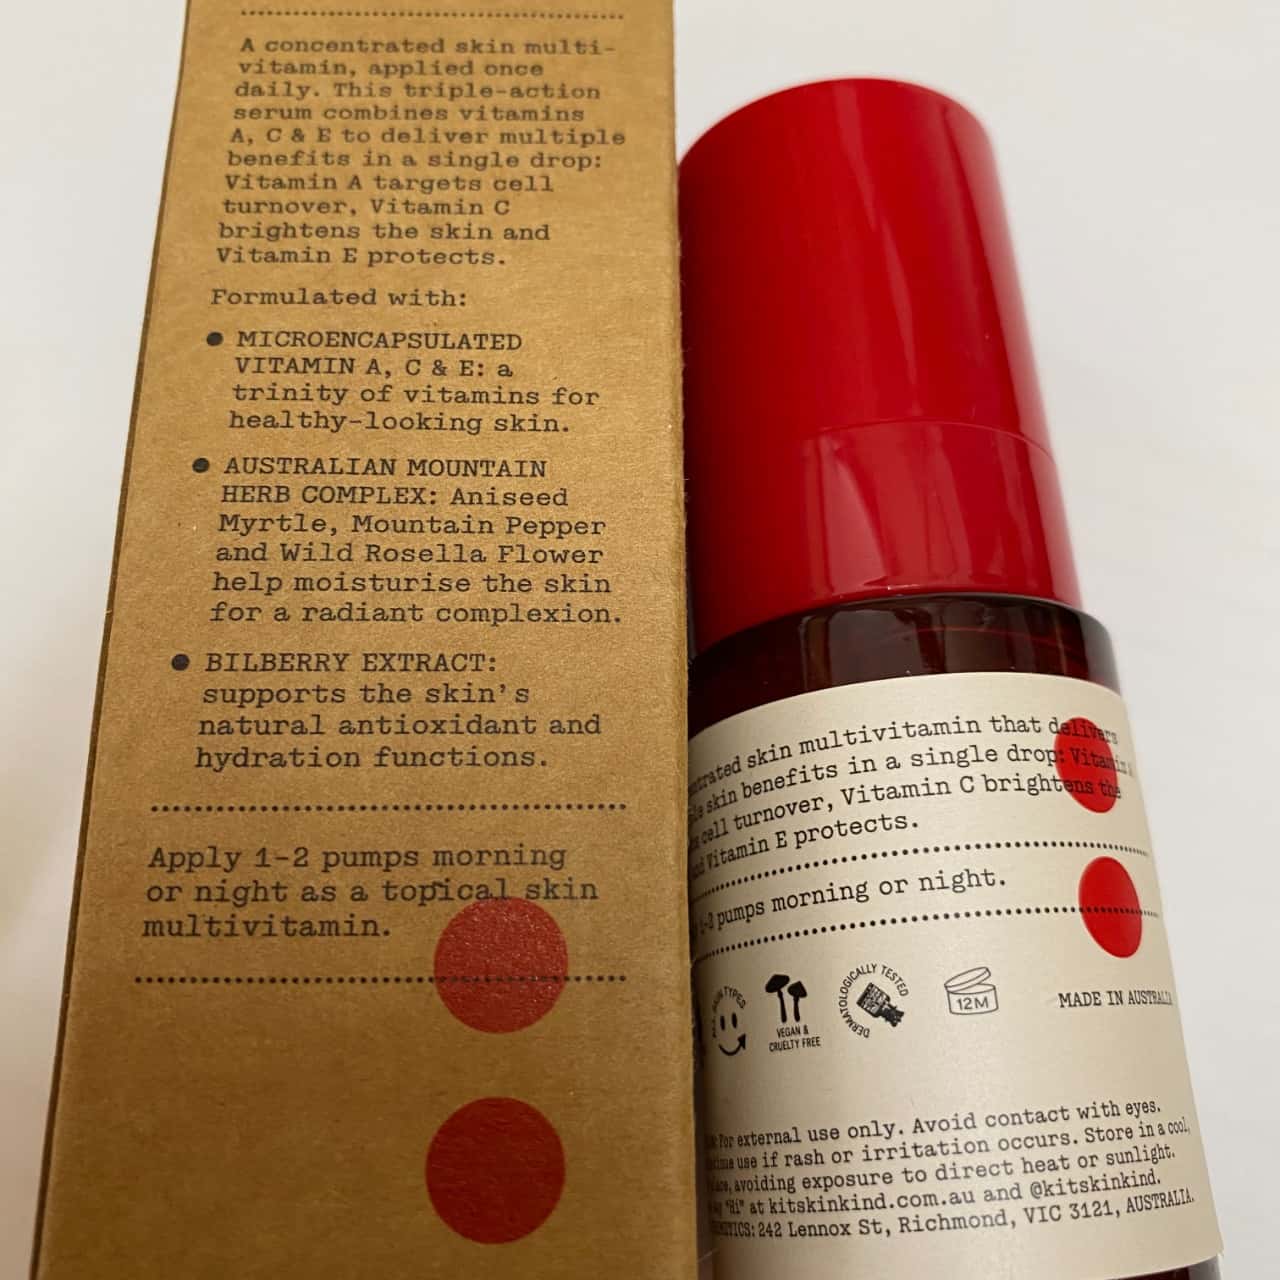 A concentrated skin multi-
vitamin, applied once
daily. This triple-action
serum combines vitamins
A, C & E to deliver multiple
benefits in a single drop:
Vitamin A targets cell
turnover, Vitamin C
brightens the skin and
Vitamin E protects.
Formulated with:
● MICROENCAPSULATED
VITAMIN A, C & E: a
trinity of vitamins for
healthy-looking skin.
● AUSTRALIAN MOUNTAIN
HERB COMPLEX: Aniseed
Myrtle, Mountain Pepper
and Wild Rosella Flower
help moisturise the skin
for a radiant complexion.
● BILBERRY EXTRACT:
supports the skin's
natural antioxidant and
hydration functions.
Apply 1-2 pumps morning
or night as a topical skin
multivitamin.
skin multivitamin that delivers
skin benefits in a single drop: Vitamin
cell turnover, Vitamin C brightens the
Vitamin E protects.
1-2 pumps morning or night.
SKIN TYPES
VEGAN &
CRUELTY FREE
DERMATOLOGICALLY TESTED
DERMATOLOGICALLY
12M
MADE IN AUSTRALIA
For external use only. Avoid contact with eyes.
use if rash or irritation occurs. Store in a cool,
avoiding exposure to direct heat or sunlight.
"Hi" at kitskinkind.com.au and @kitskinkind.
242 Lennox St, Richmond, VIC 3121, AUSTRALIA.